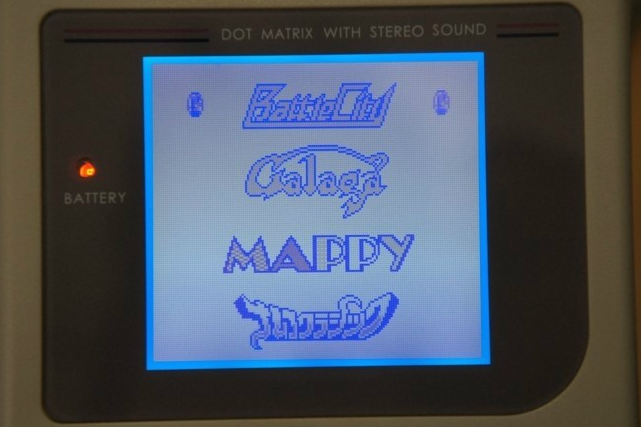 DOT MATRIX WITH STEREO SOUND
BattleCity
Galaga
BATTERY
MAPPY